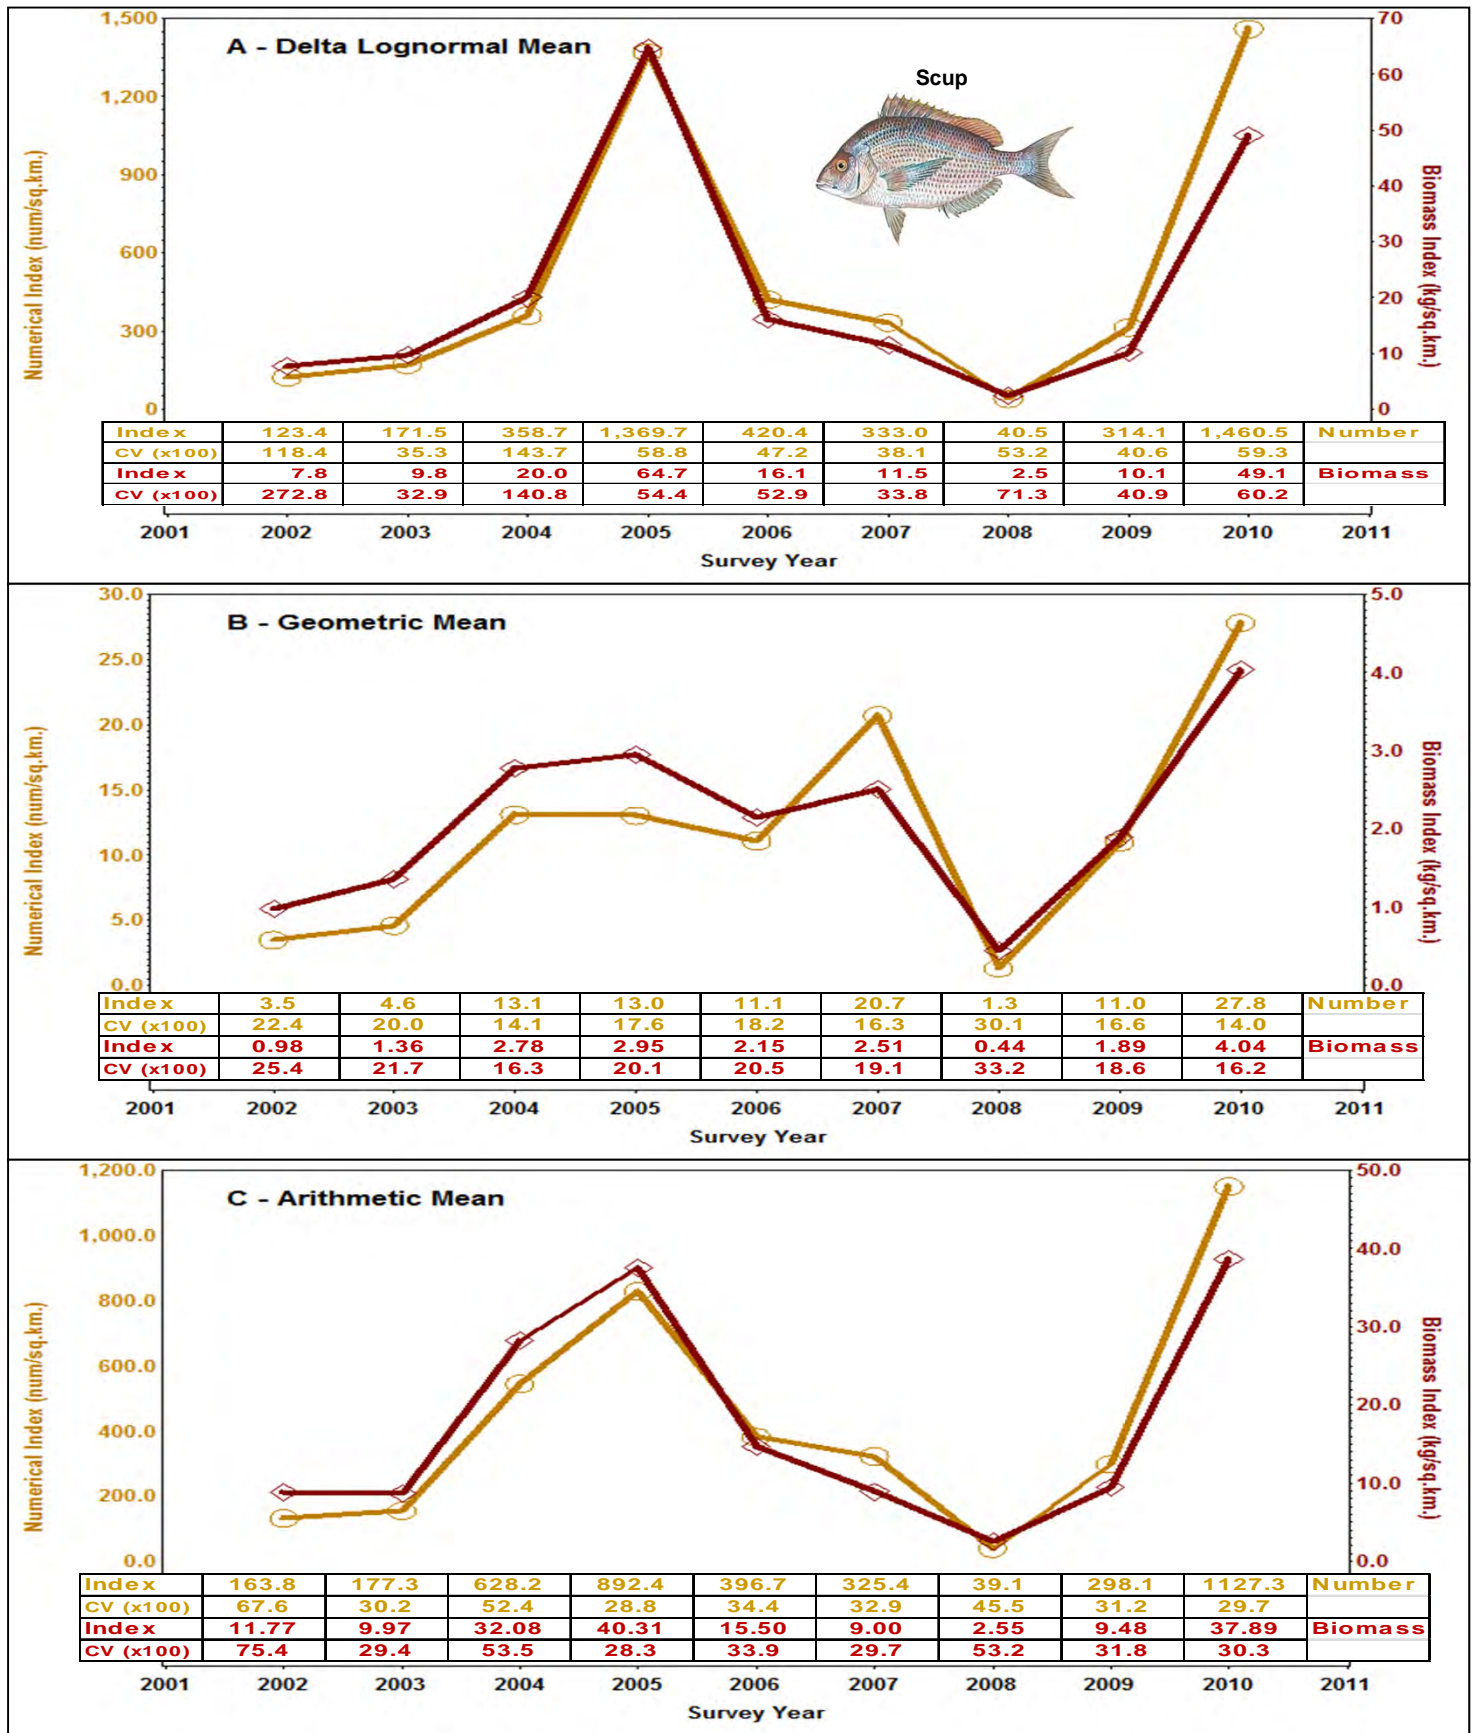 A - Delta Lognormal Mean
Scup
Numerical Index (num/sq.km.)
1,500
1,200
900
600
300
0
70
60
50
40
30
20
10
0
Biomass Index (kg/sq.km.)
Index 123.4 171.5 358.7 1,369.7 420.4 333.0 40.5 314.1 1,460.5 Number
CV (x100) 118.4 35.3 143.7 58.8 47.2 38.1 53.2 40.6 59.3
Index 7.8 9.8 20.0 64.7 16.1 11.5 2.5 10.1 49.1 Biomass
CV (x100) 272.8 32.9 140.8 54.4 52.9 33.8 71.3 40.9 60.2
2001 2002 2003 2004 2005 2006 2007 2008 2009 2010 2011
Survey Year
B - Geometric Mean
Numerical Index (num/sq.km.)
30.0
25.0
20.0
15.0
10.0
5.0
0.0
5.0
4.0
3.0
2.0
1.0
0.0
Biomass Index (kg/sq.km.)
Index 3.5 4.6 13.1 13.0 11.1 20.7 1.3 11.0 27.8 Number
CV (x100) 22.4 20.0 14.1 17.6 18.2 16.3 30.1 16.6 14.0
Index 0.98 1.36 2.78 2.95 2.15 2.51 0.44 1.89 4.04 Biomass
CV (x100) 25.4 21.7 16.3 20.1 20.5 19.1 33.2 18.6 16.2
2001 2002 2003 2004 2005 2006 2007 2008 2009 2010 2011
Survey Year
C - Arithmetic Mean
Numerical Index (num/sq.km.)
1,200.0
1,000.0
800.0
600.0
400.0
200.0
0.0
50.0
40.0
30.0
20.0
10.0
0.0
Biomass Index (kg/sq.km.)
Index 163.8 177.3 628.2 892.4 396.7 325.4 39.1 298.1 1127.3 Number
CV (x100) 67.6 30.2 52.4 28.8 34.4 32.9 45.5 31.2 29.7
Index 11.77 9.97 32.08 40.31 15.50 9.00 2.55 9.48 37.89 Biomass
CV (x100) 75.4 29.4 53.5 28.3 33.9 29.7 53.2 31.8 30.3
2001 2002 2003 2004 2005 2006 2007 2008 2009 2010 2011
Survey Year